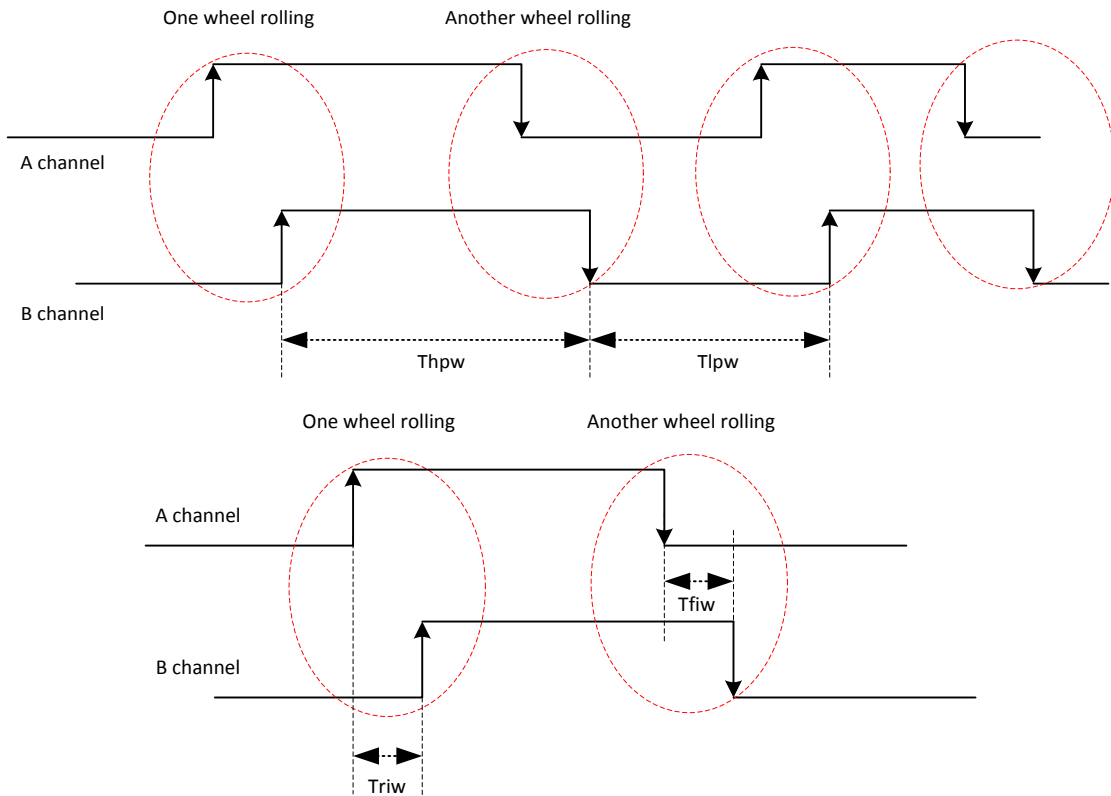 One wheel rolling
Another wheel rolling
A channel
B channel
Thpw
Tlpw
One wheel rolling
Another wheel rolling
A channel
Tfiw
B channel
Triw